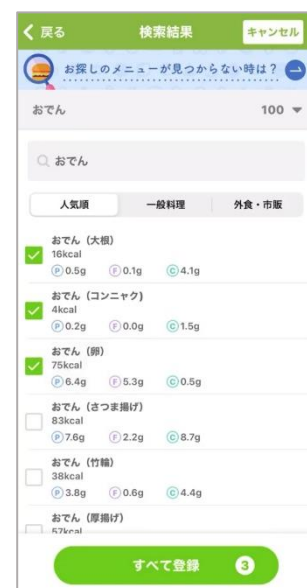 戻る 検索結果 キャンセル
お探しのメニューが見つからない時は？
おでん 100
おでん
人気順 一般料理 外食・市販
おでん（大根）
16kcal
P 0.5g F 0.1g C 4.1g
おでん（コンニャク)
4kcal
P 0.2g F 0.0g C 1.5g
おでん（卵）
75kcal
P 6.4g F 5.3g C 0.5g
おでん（さつま揚げ）
83kcal
P 7.6g F 2.2g C 8.7g
おでん（竹輪）
38kcal
P 3.8g F 0.6g C 4.4g
おでん（厚揚げ）
57kcal
すべて登録 3